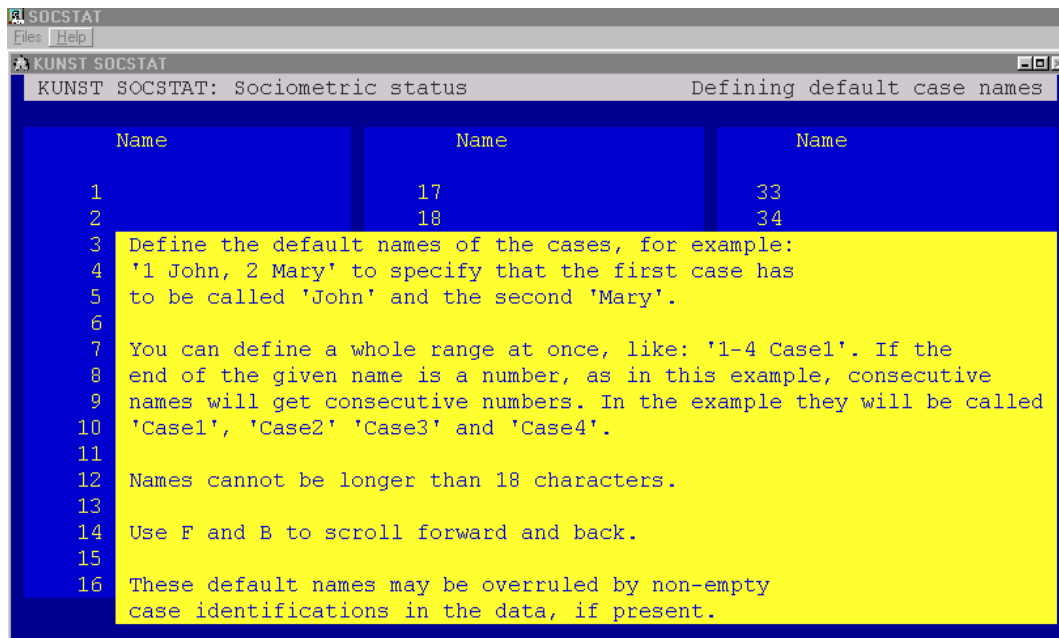 SOCSTAT
Files Help
KUNST SOCSTAT
KUNST SOCSTAT: Sociometric status Defining default case names
Name Name Name
1 17 33
2 18 34
3 Define the default names of the cases, for example:
4 '1 John, 2 Mary' to specify that the first case has
5 to be called 'John' and the second 'Mary'.
6
7 You can define a whole range at once, like: '1-4 Case1'. If the
8 end of the given name is a number, as in this example, consecutive
9 names will get consecutive numbers. In the example they will be called
10 'Case1', 'Case2' 'Case3' and 'Case4'.
11
12 Names cannot be longer than 18 characters.
13
14 Use F and B to scroll forward and back.
15
16 These default names may be overruled by non-empty
case identifications in the data, if present.